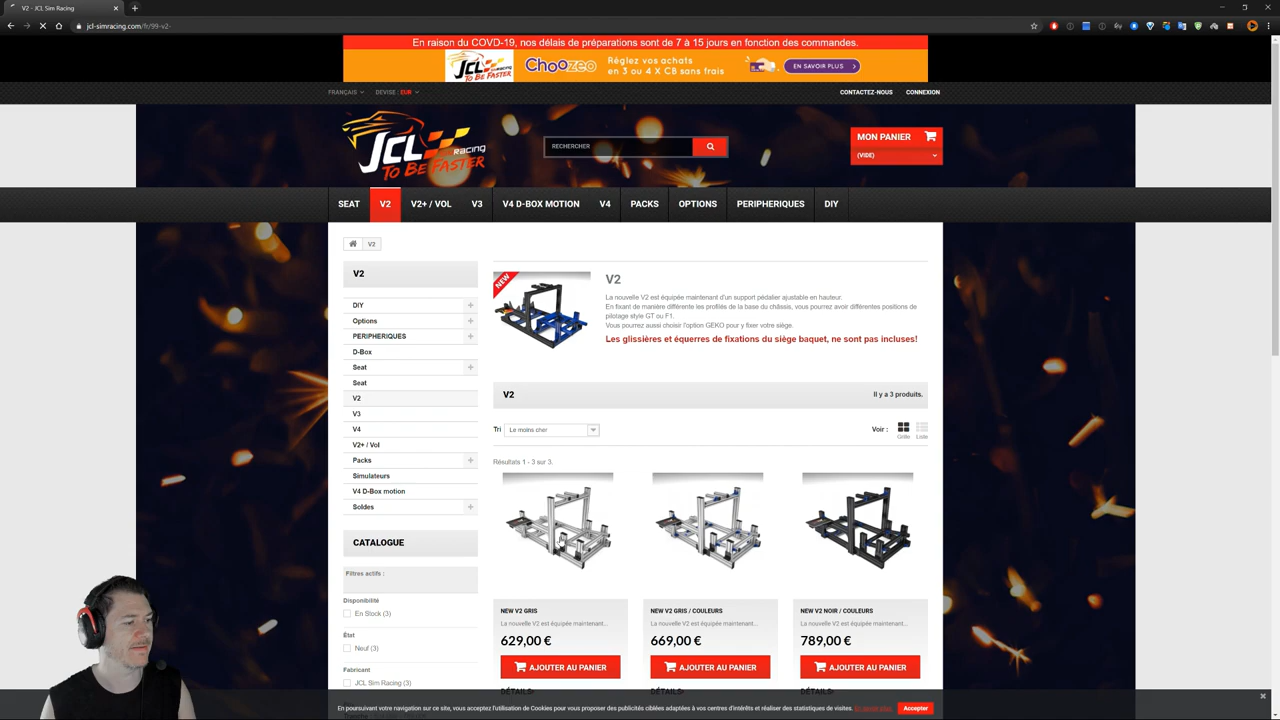 V2 - JCL Sim Racing
jcl-simracing.com/fr/99-v2-
En raison du COVD-19, nos délais de préparations sont de 7 à 15 jours en fonction des commandes.
JCL Racing
TO BE FASTER
Choozeo
Réglez vos achats
en 3 ou 4 X CB sans frais
EN SAVOIR PLUS
FRANÇAIS
DEVISE : EUR
CONTACTEZ-NOUS
CONNEXION
JCL Racing
TO BE FASTER
RECHERCHER
MON PANIER
(VIDE)
SEAT
V2
V2+ / VOL
V3
V4 D-BOX MOTION
V4
PACKS
OPTIONS
PERIPHERIQUES
DIY
V2
V2
DIY
Options
PERIPHERIQUES
D-Box
Seat
Seat
V2
V3
V4
V2+ / Vol
Packs
Simulateurs
V4 D-Box motion
Soldes
CATALOGUE
Filtres actifs :
Disponibilité
En Stock (3)
État
Neuf (3)
Fabricant
JCL Sim Racing (3)
NEW
V2
La nouvelle V2 est équipée maintenant d'un support pédalier ajustable en hauteur.
En fixant de manière différente les profilés de la base du châssis, vous pourrez avoir différentes positions de
pilotage style GT ou F1.
Vous pourrez aussi choisir l'option GEKO pour y fixer votre siège.
Les glissières et équerres de fixations du siège baquet, ne sont pas incluses!
V2
Il y a 3 produits.
Tri
Le moins cher
Voir :
Grille
Liste
Résultats 1 - 3 sur 3.
NEW V2 GRIS
La nouvelle V2 est équipée maintenant...
629,00 €
AJOUTER AU PANIER
DÉTAILS
NEW V2 GRIS / COULEURS
La nouvelle V2 est équipée maintenant...
669,00 €
AJOUTER AU PANIER
DÉTAILS
NEW V2 NOIR / COULEURS
La nouvelle V2 est équipée maintenant...
789,00 €
AJOUTER AU PANIER
DÉTAILS
En poursuivant votre navigation sur ce site, vous acceptez l'utilisation de Cookies pour vous proposer des publicités ciblées adaptées à vos centres d'intérêts et réaliser des statistiques de visites.
En savoir plus
Accepter